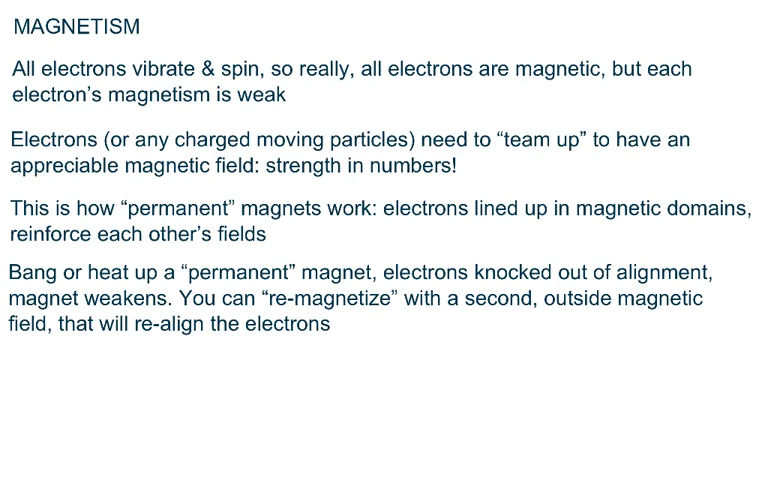 MAGNETISM
All electrons vibrate & spin, so really, all electrons are magnetic, but each
electron’s magnetism is weak
Electrons (or any charged moving particles) need to “team up” to have an
appreciable magnetic field: strength in numbers!
This is how “permanent” magnets work: electrons lined up in magnetic domains,
reinforce each other’s fields
Bang or heat up a “permanent” magnet, electrons knocked out of alignment,
magnet weakens. You can “re-magnetize” with a second, outside magnetic
field, that will re-align the electrons